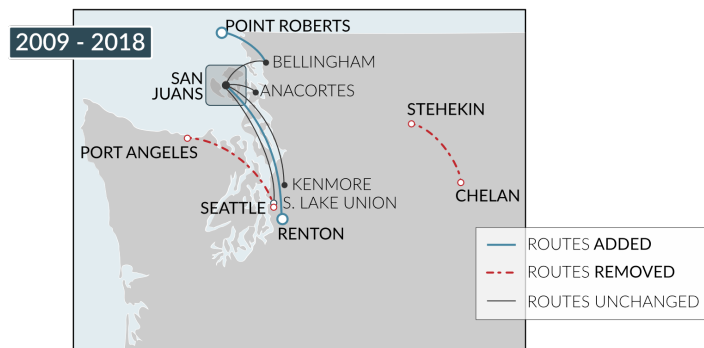 2009 - 2018
POINT ROBERTS
BELLINGHAM
SAN
JUANS
ANACORTES
STEHEKIN
PORT ANGELES
KENMORE
CHELAN
SEATTLE
S. LAKE UNION
RENTON
ROUTES ADDED
ROUTES REMOVED
ROUTES UNCHANGED